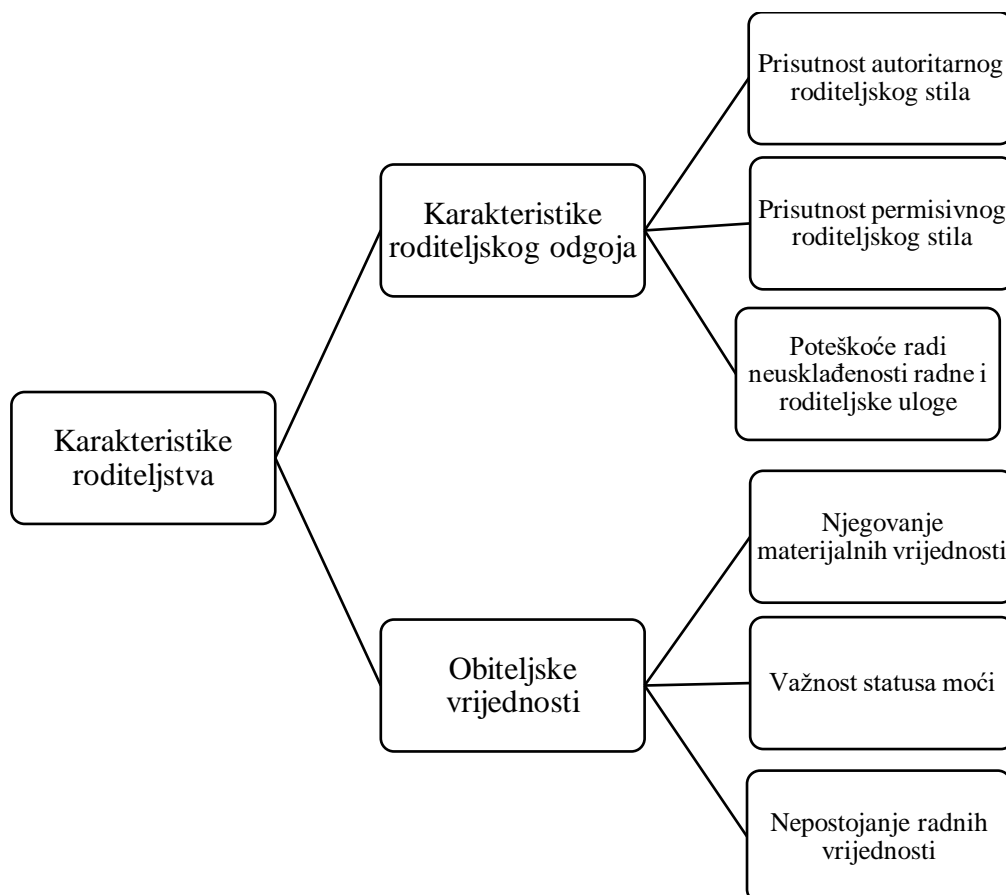 Karakteristike
roditeljstva
Karakteristike
roditeljskog odgoja
Prisutnost autoritarnog
roditeljskog stila
Prisutnost permisivnog
roditeljskog stila
Poteškoće radi
neusklađenosti radne i
roditeljske uloge
Obiteljske
vrijednosti
Njegovanje
materijalnih vrijednosti
Važnost statusa moći
Nepostojanje radnih
vrijednosti